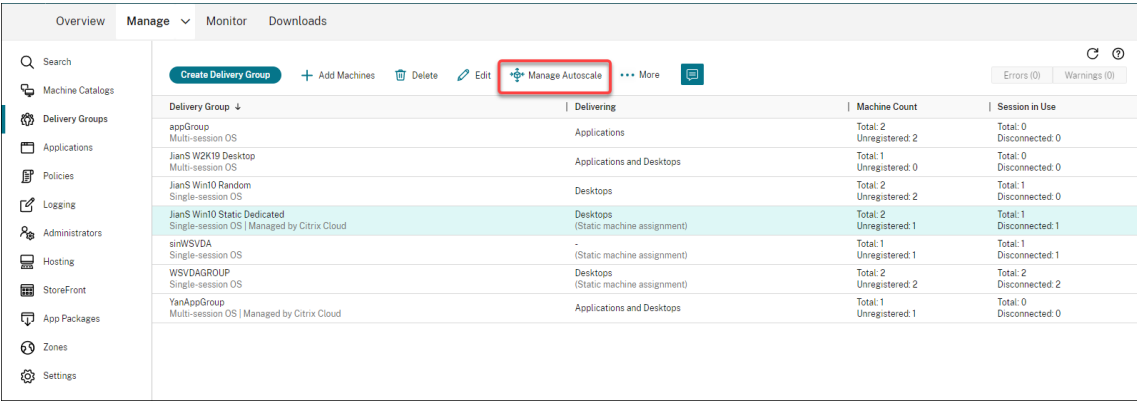 Overview Manage Monitor Downloads
Search
Machine Catalogs
Delivery Groups
Applications
Policies
Logging
Administrators
Hosting
StoreFront
App Packages
Zones
Settings
Create Delivery Group Add Machines Delete Edit Manage Autoscale More
Errors (0) Warnings (0)
Delivery Group ↓ Delivering Machine Count Session in Use
appGroup Applications Total: 2 Total: 0
Multi-session OS Unregistered: 2 Disconnected: 0
JianS W2K19 Desktop Applications and Desktops Total: 1 Total: 0
Multi-session OS Unregistered: 0 Disconnected: 0
JianS Win10 Random Desktops Total: 2 Total: 1
Single-session OS Unregistered: 2 Disconnected: 0
JianS Win10 Static Dedicated Desktops Total: 2 Total: 1
Single-session OS | Managed by Citrix Cloud (Static machine assignment) Unregistered: 1 Disconnected: 1
sinWSVDA - Total: 1 Total: 1
Single-session OS (Static machine assignment) Unregistered: 1 Disconnected: 1
WSVDAGROUP Desktops Total: 2 Total: 2
Single-session OS (Static machine assignment) Unregistered: 2 Disconnected: 2
YanAppGroup Applications and Desktops Total: 1 Total: 0
Multi-session OS | Managed by Citrix Cloud Unregistered: 1 Disconnected: 0